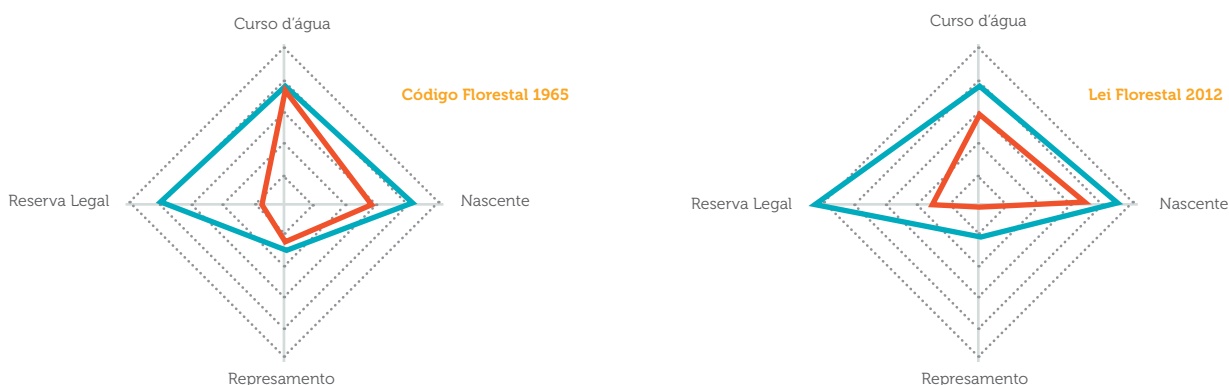 Curso d’água
Código Florestal 1965
Reserva Legal
Nascente
Represamento
Curso d’água
Lei Florestal 2012
Reserva Legal
Nascente
Represamento